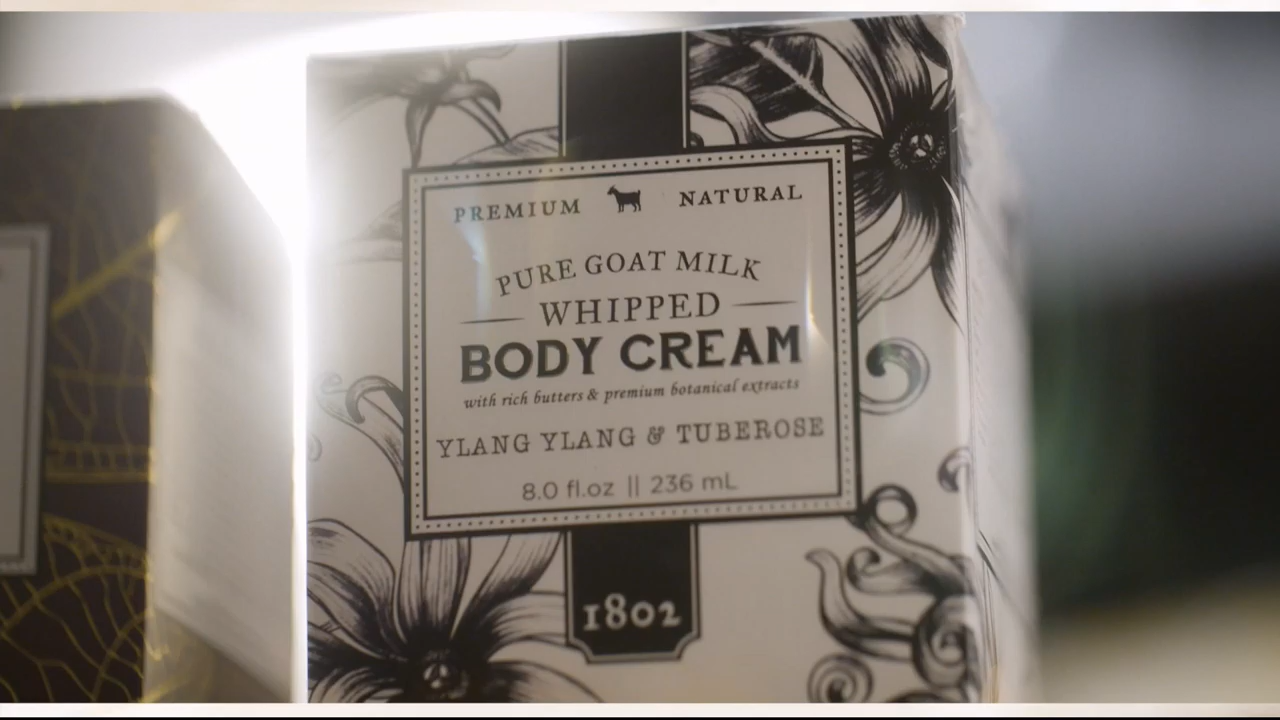 PREMIUM NATURAL
PURE GOAT MILK
WHIPPED
BODY CREAM
with rich butters & premium botanical extracts
YLANG YLANG & TUBEROSE
8.0 fl.oz || 236 mL
1802